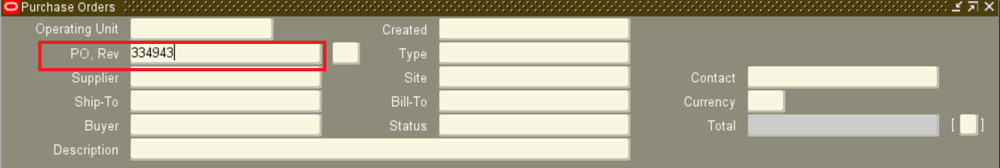 Purchase Orders
Operating Unit Created
PO, Rev 334943 Type
Supplier Site Contact
Ship-To Bill-To Currency
Buyer Status Total [ ]
Description